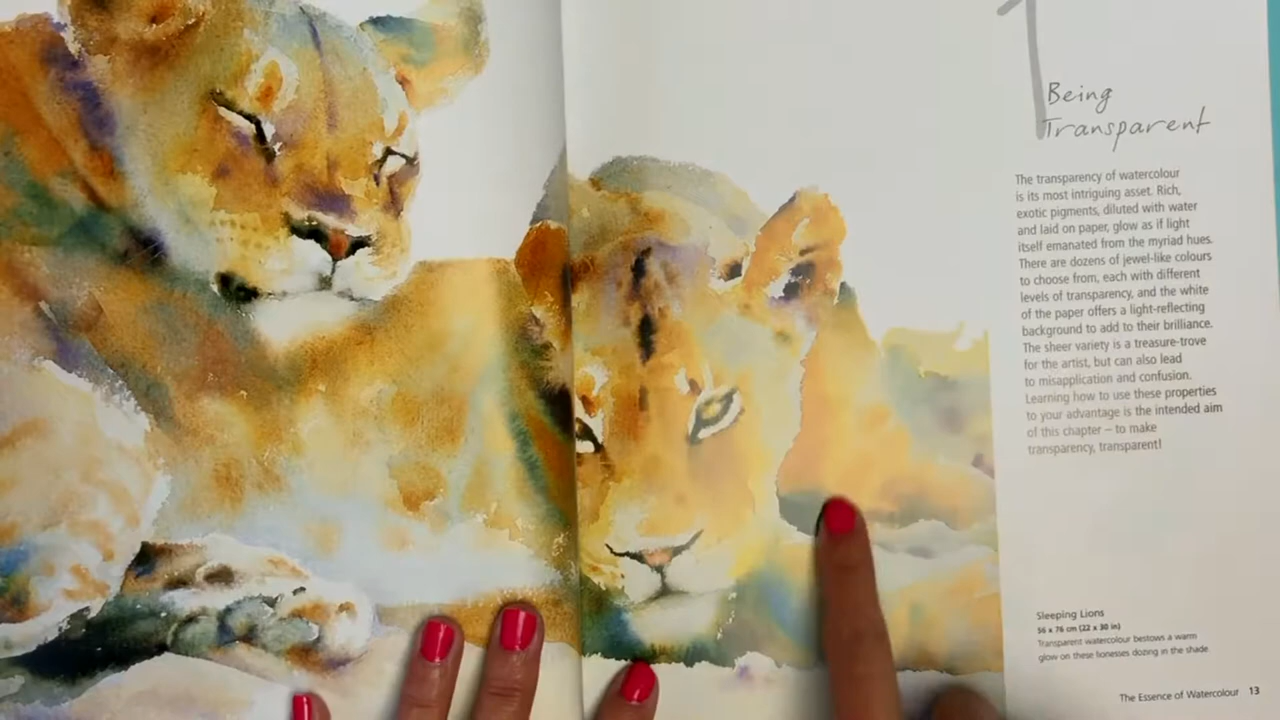 1
Being
Transparent
The transparency of watercolour
is its most intriguing asset. Rich,
exotic pigments, diluted with water
and laid on paper, glow as if light
itself emanated from the myriad hues.
There are dozens of jewel-like colours
to choose from, each with different
levels of transparency, and the white
of the paper offers a light-reflecting
background to add to their brilliance.
The sheer variety is a treasure-trove
for the artist, but can also lead
to misapplication and confusion.
Learning how to use these properties
to your advantage is the intended aim
of this chapter – to make
transparency, transparent!
Sleeping Lions
56 x 76 cm (22 x 30 in)
Transparent watercolour bestows a warm
glow on these lionesses dozing in the shade.
The Essence of Watercolour 13